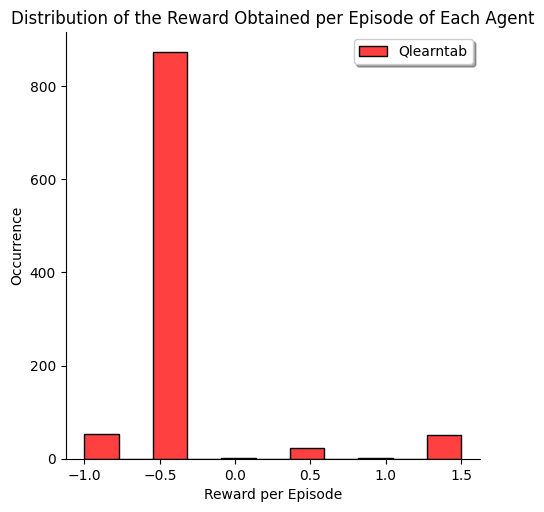 Distribution of the Reward Obtained per Episode of Each Agent
Qlearntab
800
600
400
200
0
Occurrence
−1.0 −0.5 0.0 0.5 1.0 1.5
Reward per Episode